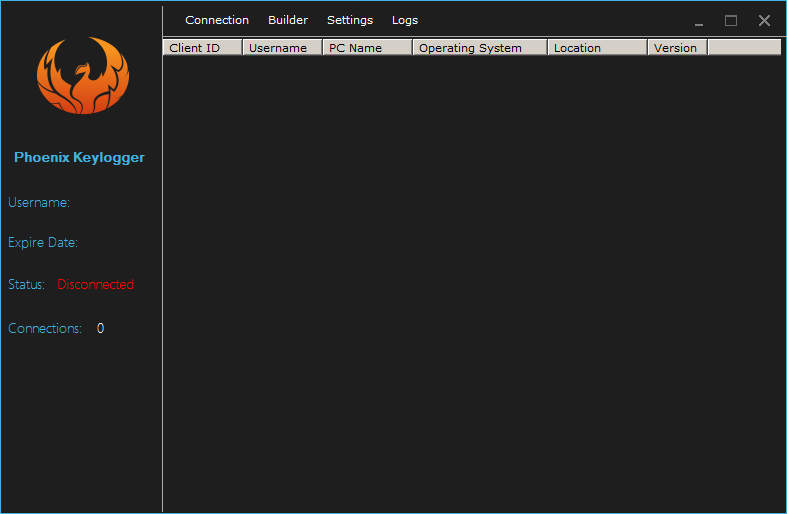 Connection Builder Settings Logs
Client ID Username PC Name Operating System Location Version
Phoenix Keylogger
Username:
Expire Date:
Status: Disconnected
Connections: 0